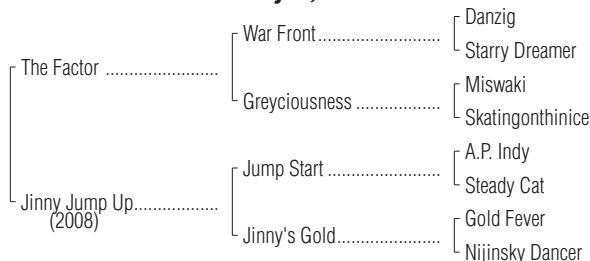 Danzig
War Front....................
Starry Dreamer
The Factor .......................
Miswaki
Greyciousness .................
Skatingonthinice
A.P. Indy
Jump Start .......................
Steady Cat
Jinny Jump Up.................
(2008)
Gold Fever
Jinny's Gold.....................
Nijinsky Dancer